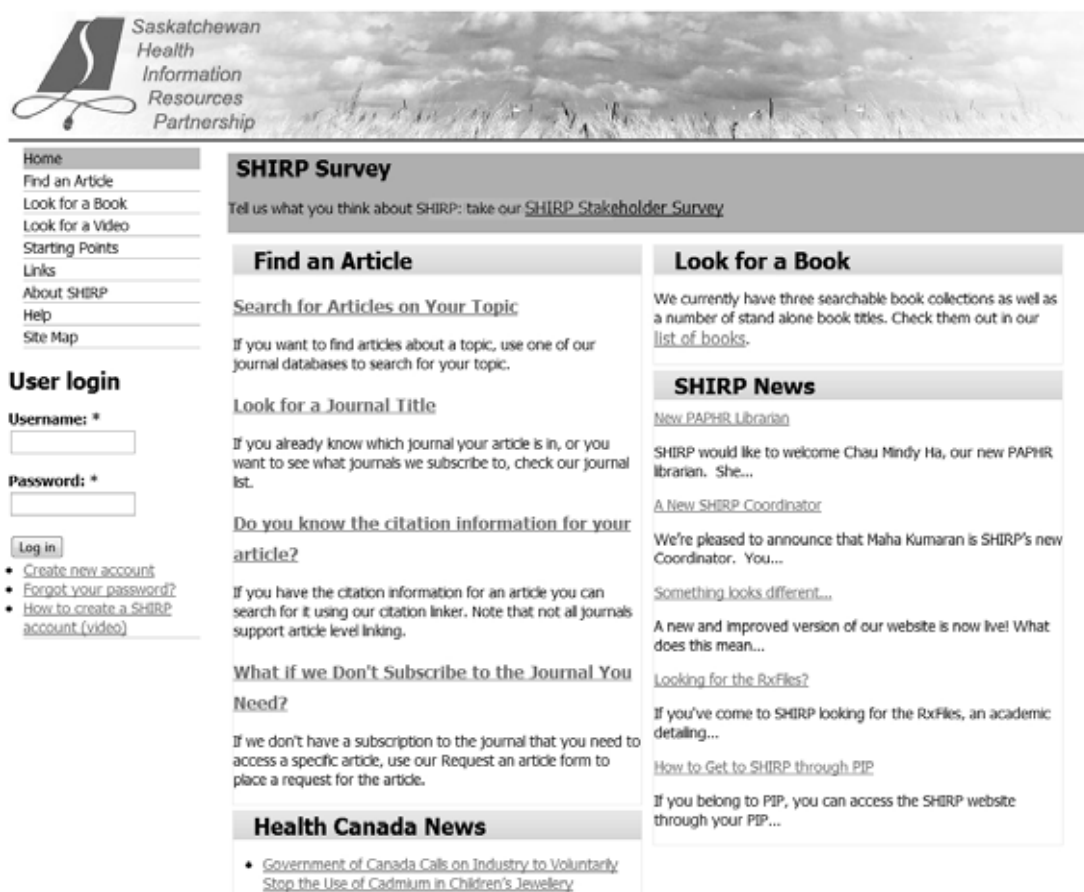 Saskatchewan
Health
Information
Resources
Partnership
Home
Find an Article
Look for a Book
Look for a Video
Starting Points
Links
About SHIRP
Help
Site Map
User login
Username: *
Password: *
Log in
Create new account
Forgot your password?
How to create a SHIRP
account (video)
SHIRP Survey
Tell us what you think about SHIRP: take our SHIRP Stakeholder Survey
Find an Article
Search for Articles on Your Topic
If you want to find articles about a topic, use one of our
journal databases to search for your topic.
Look for a Journal Title
If you already know which journal your article is in, or you
want to see what journals we subscribe to, check our journal
list.
Do you know the citation information for your
article?
If you have the citation information for an article you can
search for it using our citation linker. Note that not all journals
support article level linking.
What if we Don't Subscribe to the Journal You
Need?
If we don't have a subscription to the journal that you need to
access a specific article, use our Request an article form to
place a request for the article.
Health Canada News
Government of Canada Calls on Industry to Voluntarily
Stop the Use of Cadmium in Children's Jewellery
Look for a Book
We currently have three searchable book collections as well as
a number of stand alone book titles. Check them out in our
list of books.
SHIRP News
New PAPHR Librarian
SHIRP would like to welcome Chau Mindy Ha, our new PAPHR
librarian. She...
A New SHIRP Coordinator
We're pleased to announce that Maha Kumaran is SHIRP's new
Coordinator. You...
Something looks different...
A new and improved version of our website is now live! What
does this mean...
Looking for the RxFiles?
If you've come to SHIRP looking for the RxFiles, an academic
detailing...
How to Get to SHIRP through PIP
If you belong to PIP, you can access the SHIRP website
through your PIP...